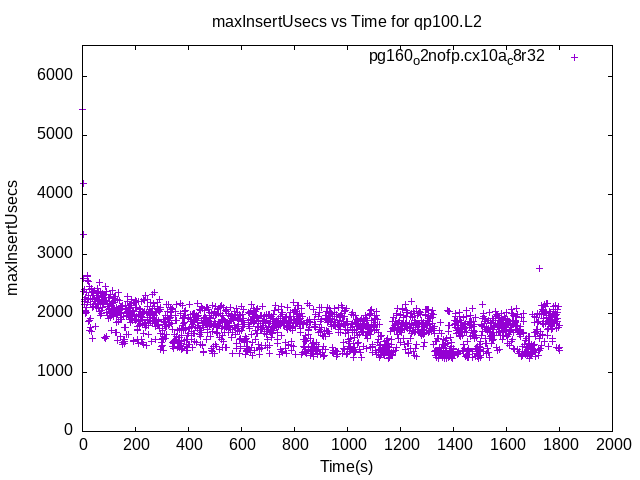 maxInsertUsecs vs Time for qp100.L2
pg160o2nofp.cx10ac8r32
6000
5000
4000
3000
2000
1000
0
maxInsertUsecs
0 200 400 600 800 1000 1200 1400 1600 1800 2000
Time(s)